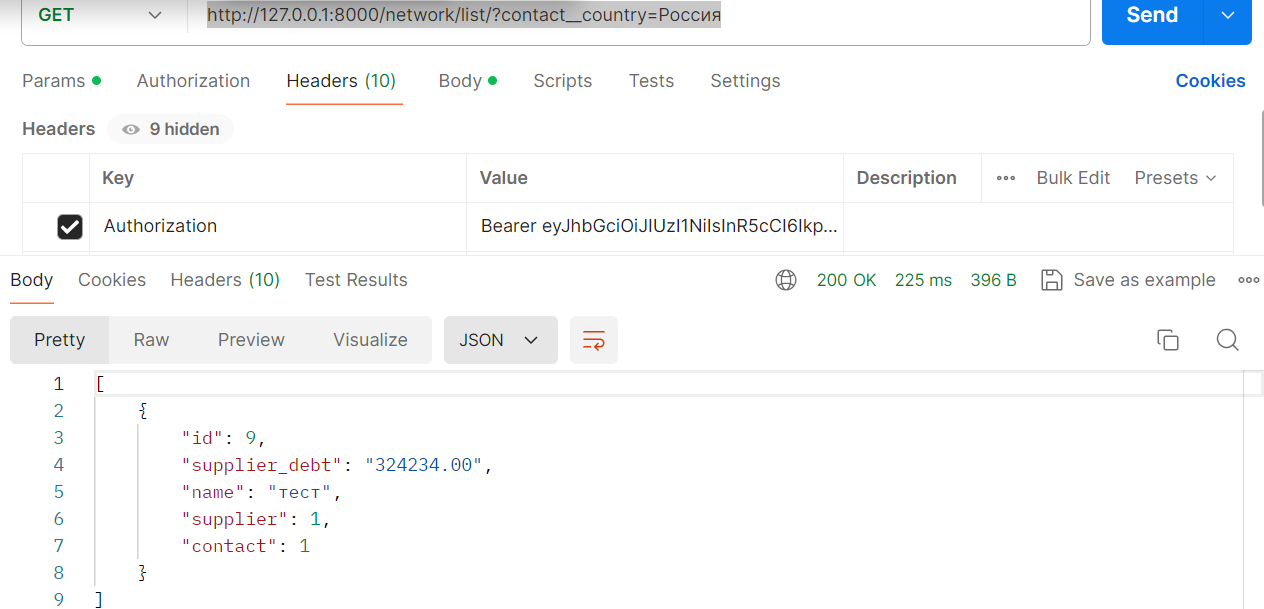 GET http://127.0.0.1:8000/network/list/?contact__country=Россия Send
Params Authorization Headers (10) Body Scripts Tests Settings Cookies
Headers 9 hidden
Key Value Description Bulk Edit Presets
Authorization Bearer eyJhbGciOiJIUzI1NiIsInR5cCI6Ikp...
Body Cookies Headers (10) Test Results 200 OK 225 ms 396 B Save as example
Pretty Raw Preview Visualize JSON
1 [
2 {
3 "id": 9,
4 "supplier_debt": "324234.00",
5 "name": "тест",
6 "supplier": 1,
7 "contact": 1
8 }
9 ]